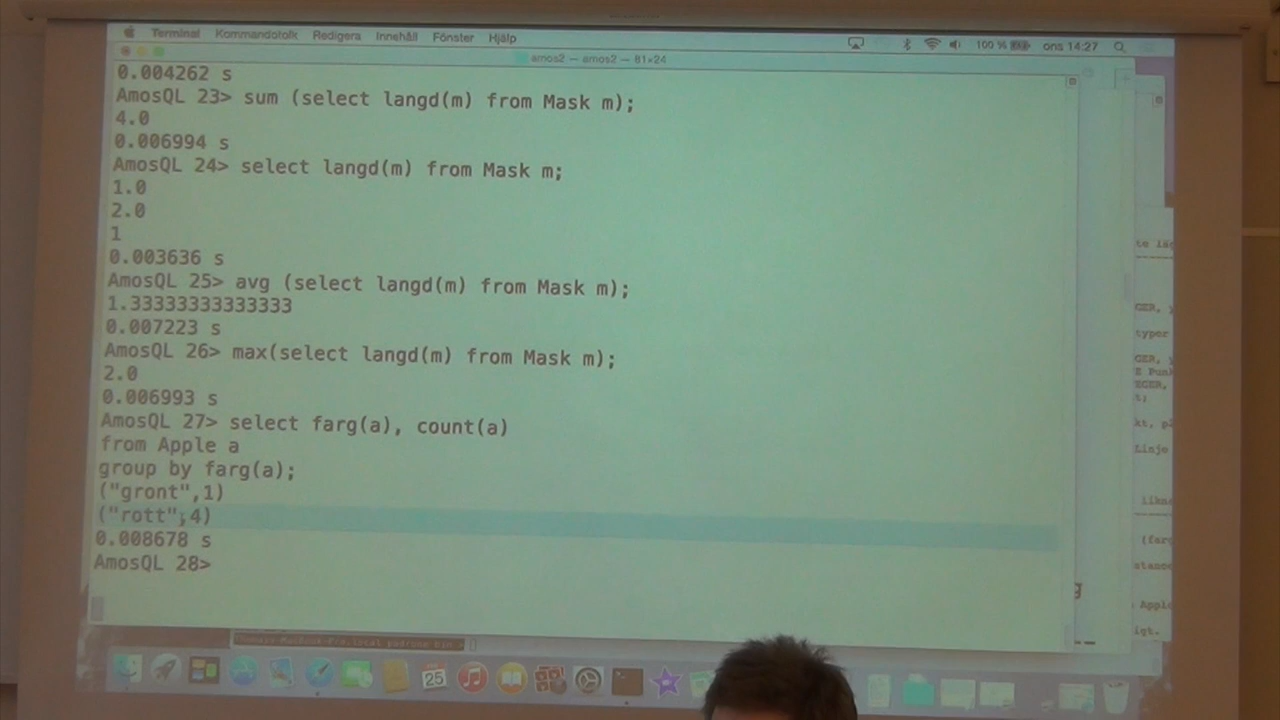 Terminal Kommandotolk Redigera Innehåll Fönster Hjälp 100 % ons 14:27
amos2 — amos2 — 81×24
0.004262 s
AmosQL 23> sum (select langd(m) from Mask m);
4.0
0.006994 s
AmosQL 24> select langd(m) from Mask m;
1.0
2.0
1
0.003636 s
AmosQL 25> avg (select langd(m) from Mask m);
1.33333333333333
0.007223 s
AmosQL 26> max(select langd(m) from Mask m);
2.0
0.006993 s
AmosQL 27> select farg(a), count(a)
from Apple a
group by farg(a);
("gront",1)
("rott",4)
0.008678 s
AmosQL 28>
typer
Linje
25